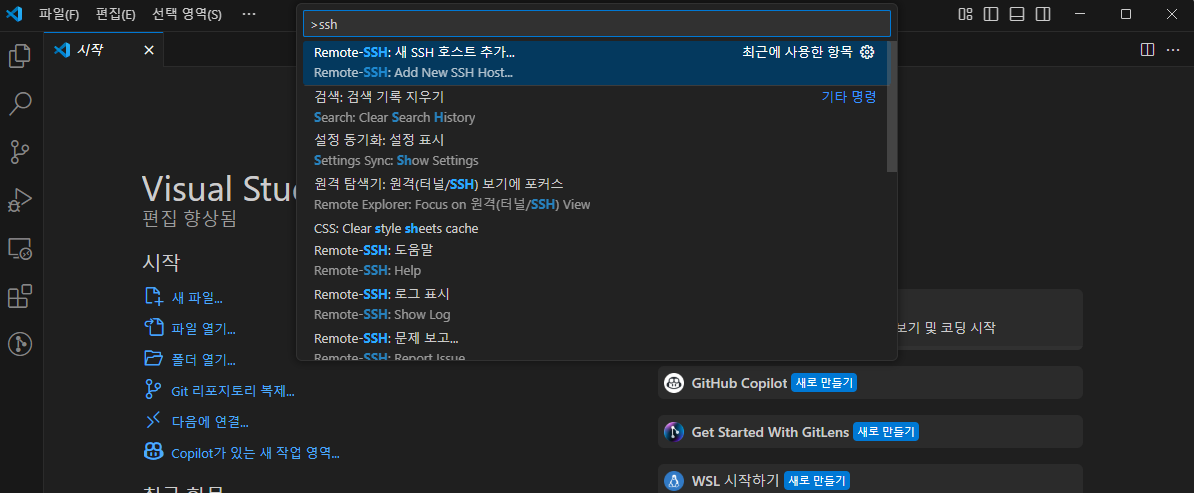 파일(F) 편집(E) 선택 영역(S) ···
>ssh
시작
Remote-SSH: 새 SSH 호스트 추가... 최근에 사용한 항목
Remote-SSH: Add New SSH Host...
검색: 검색 기록 지우기 기타 명령
Search: Clear Search History
설정 동기화: 설정 표시
Settings Sync: Show Settings
원격 탐색기: 원격(터널/SSH) 보기에 포커스
Remote Explorer: Focus on 원격(터널/SSH) View
CSS: Clear style sheets cache
Remote-SSH: 도움말
Remote-SSH: Help
Remote-SSH: 로그 표시
Remote-SSH: Show Log
Remote-SSH: 문제 보고...
Remote-SSH: Report Issue
Visual Stu
편집 향상됨
시작
새 파일...
파일 열기...
폴더 열기...
Git 리포지토리 복제...
다음에 연결...
Copilot가 있는 새 작업 영역...
보기 및 코딩 시작
GitHub Copilot 새로 만들기
Get Started With GitLens 새로 만들기
WSL 시작하기 새로 만들기